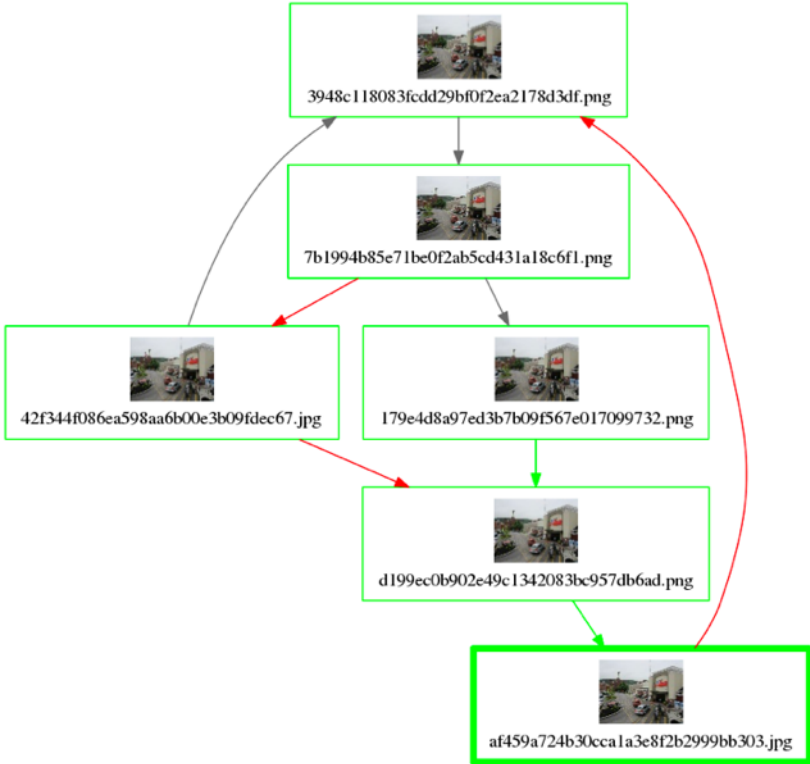 3948c118083fcdd29bf0f2ea2178d3df.png
7b1994b85e71be0f2ab5cd431a18c6f1.png
42f344f086ea598aa6b00e3b09fdec67.jpg
179e4d8a97ed3b7b09f567e017099732.png
d199ec0b902e49c1342083bc957db6ad.png
af459a724b30cca1a3e8f2b2999bb303.jpg